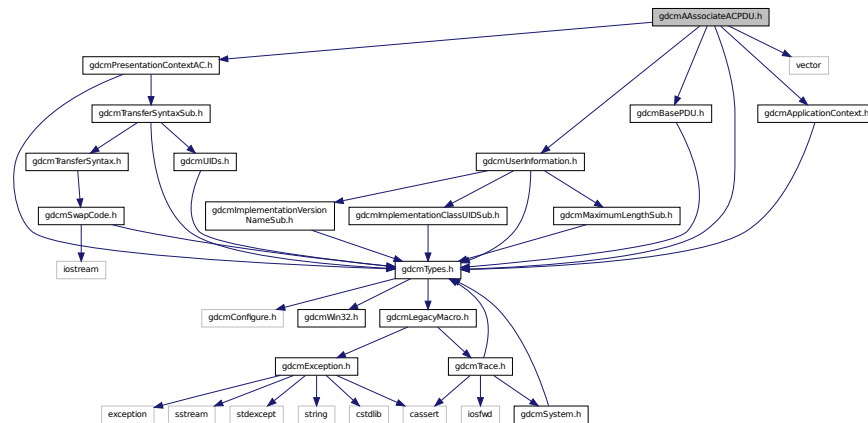 gdcmAAssociateACPDU.h
gdcmPresentationContextAC.h
vector
gdcmTransferSyntaxSub.h
gdcmBasePDU.h
gdcmApplicationContext.h
gdcmTransferSyntax.h
gdcmUIDs.h
gdcmUserInformation.h
gdcmSwapCode.h
gdcmImplementationVersion
NameSub.h
gdcmImplementationClassUIDSub.h
gdcmMaximumLengthSub.h
iostream
gdcmTypes.h
gdcmConfigure.h
gdcmWin32.h
gdcmLegacyMacro.h
gdcmException.h
gdcmTrace.h
exception
sstream
stdexcept
string
cstdlib
cassert
iosfwd
gdcmSystem.h